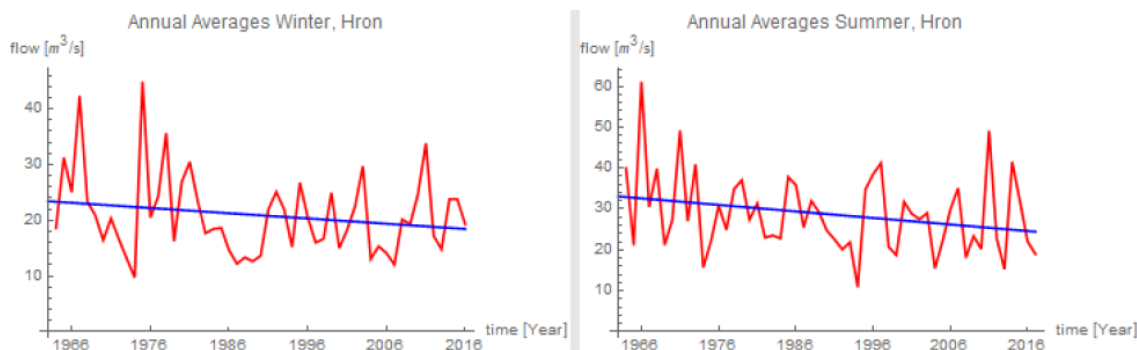 Annual Averages Winter, Hron
flow [m³/s]
40
30
20
10
1966 1976 1986 1996 2006 2016
time [Year]
Annual Averages Summer, Hron
flow [m³/s]
60
50
40
30
20
10
1966 1976 1986 1996 2006 2016
time [Year]